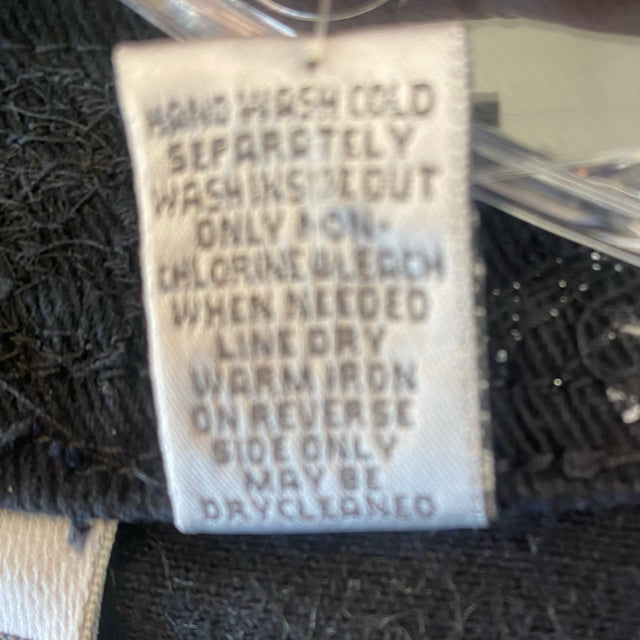 HAND WASH COLD
SEPARATELY
WASH INSIDE OUT
ONLY NON-
CHLORINE BLEACH
WHEN NEEDED
LINE DRY
WARM IRON
ON REVERSE
SIDE ONLY
MAY BE
DRYCLEANED